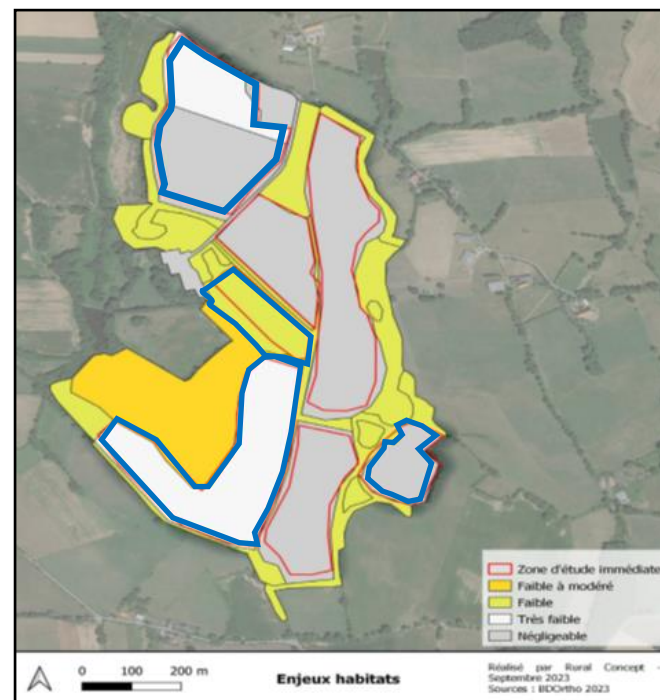 Zone d'étude immédiate
Faible à modéré
Faible
Très faible
Négligeable
0 100 200 m
Enjeux habitats
Réalisé par Rural Concept -
Septembre 2023
Sources : BDOrtho 2023